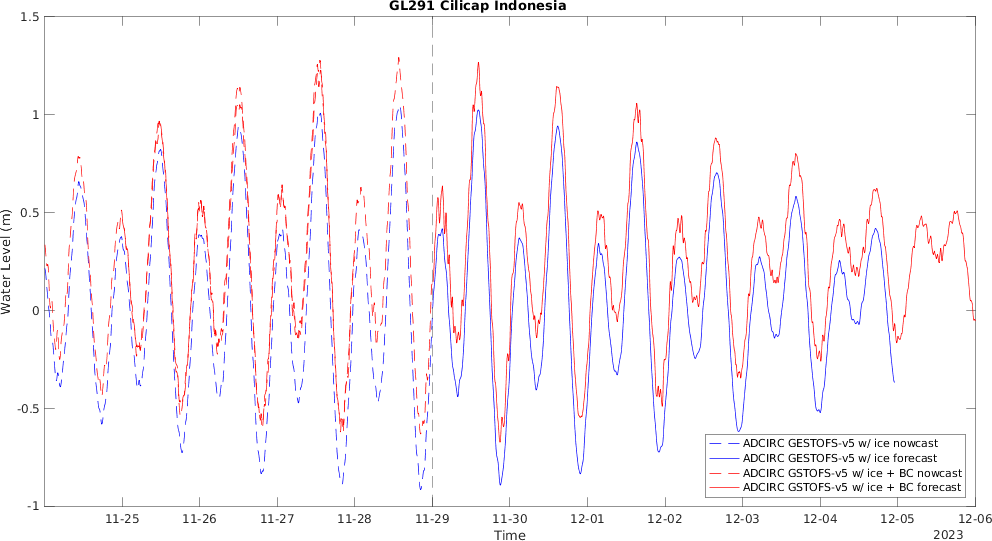 GL291 Cilicap Indonesia
1.5
1
0.5
0
-0.5
-1
Water Level (m)
ADCIRC GESTOFS-v5 w/ ice nowcast
ADCIRC GESTOFS-v5 w/ ice forecast
ADCIRC GSTOFS-v5 w/ ice + BC nowcast
ADCIRC GSTOFS-v5 w/ ice + BC forecast
11-25 11-26 11-27 11-28 11-29 11-30 12-01 12-02 12-03 12-04 12-05 12-06
Time
2023